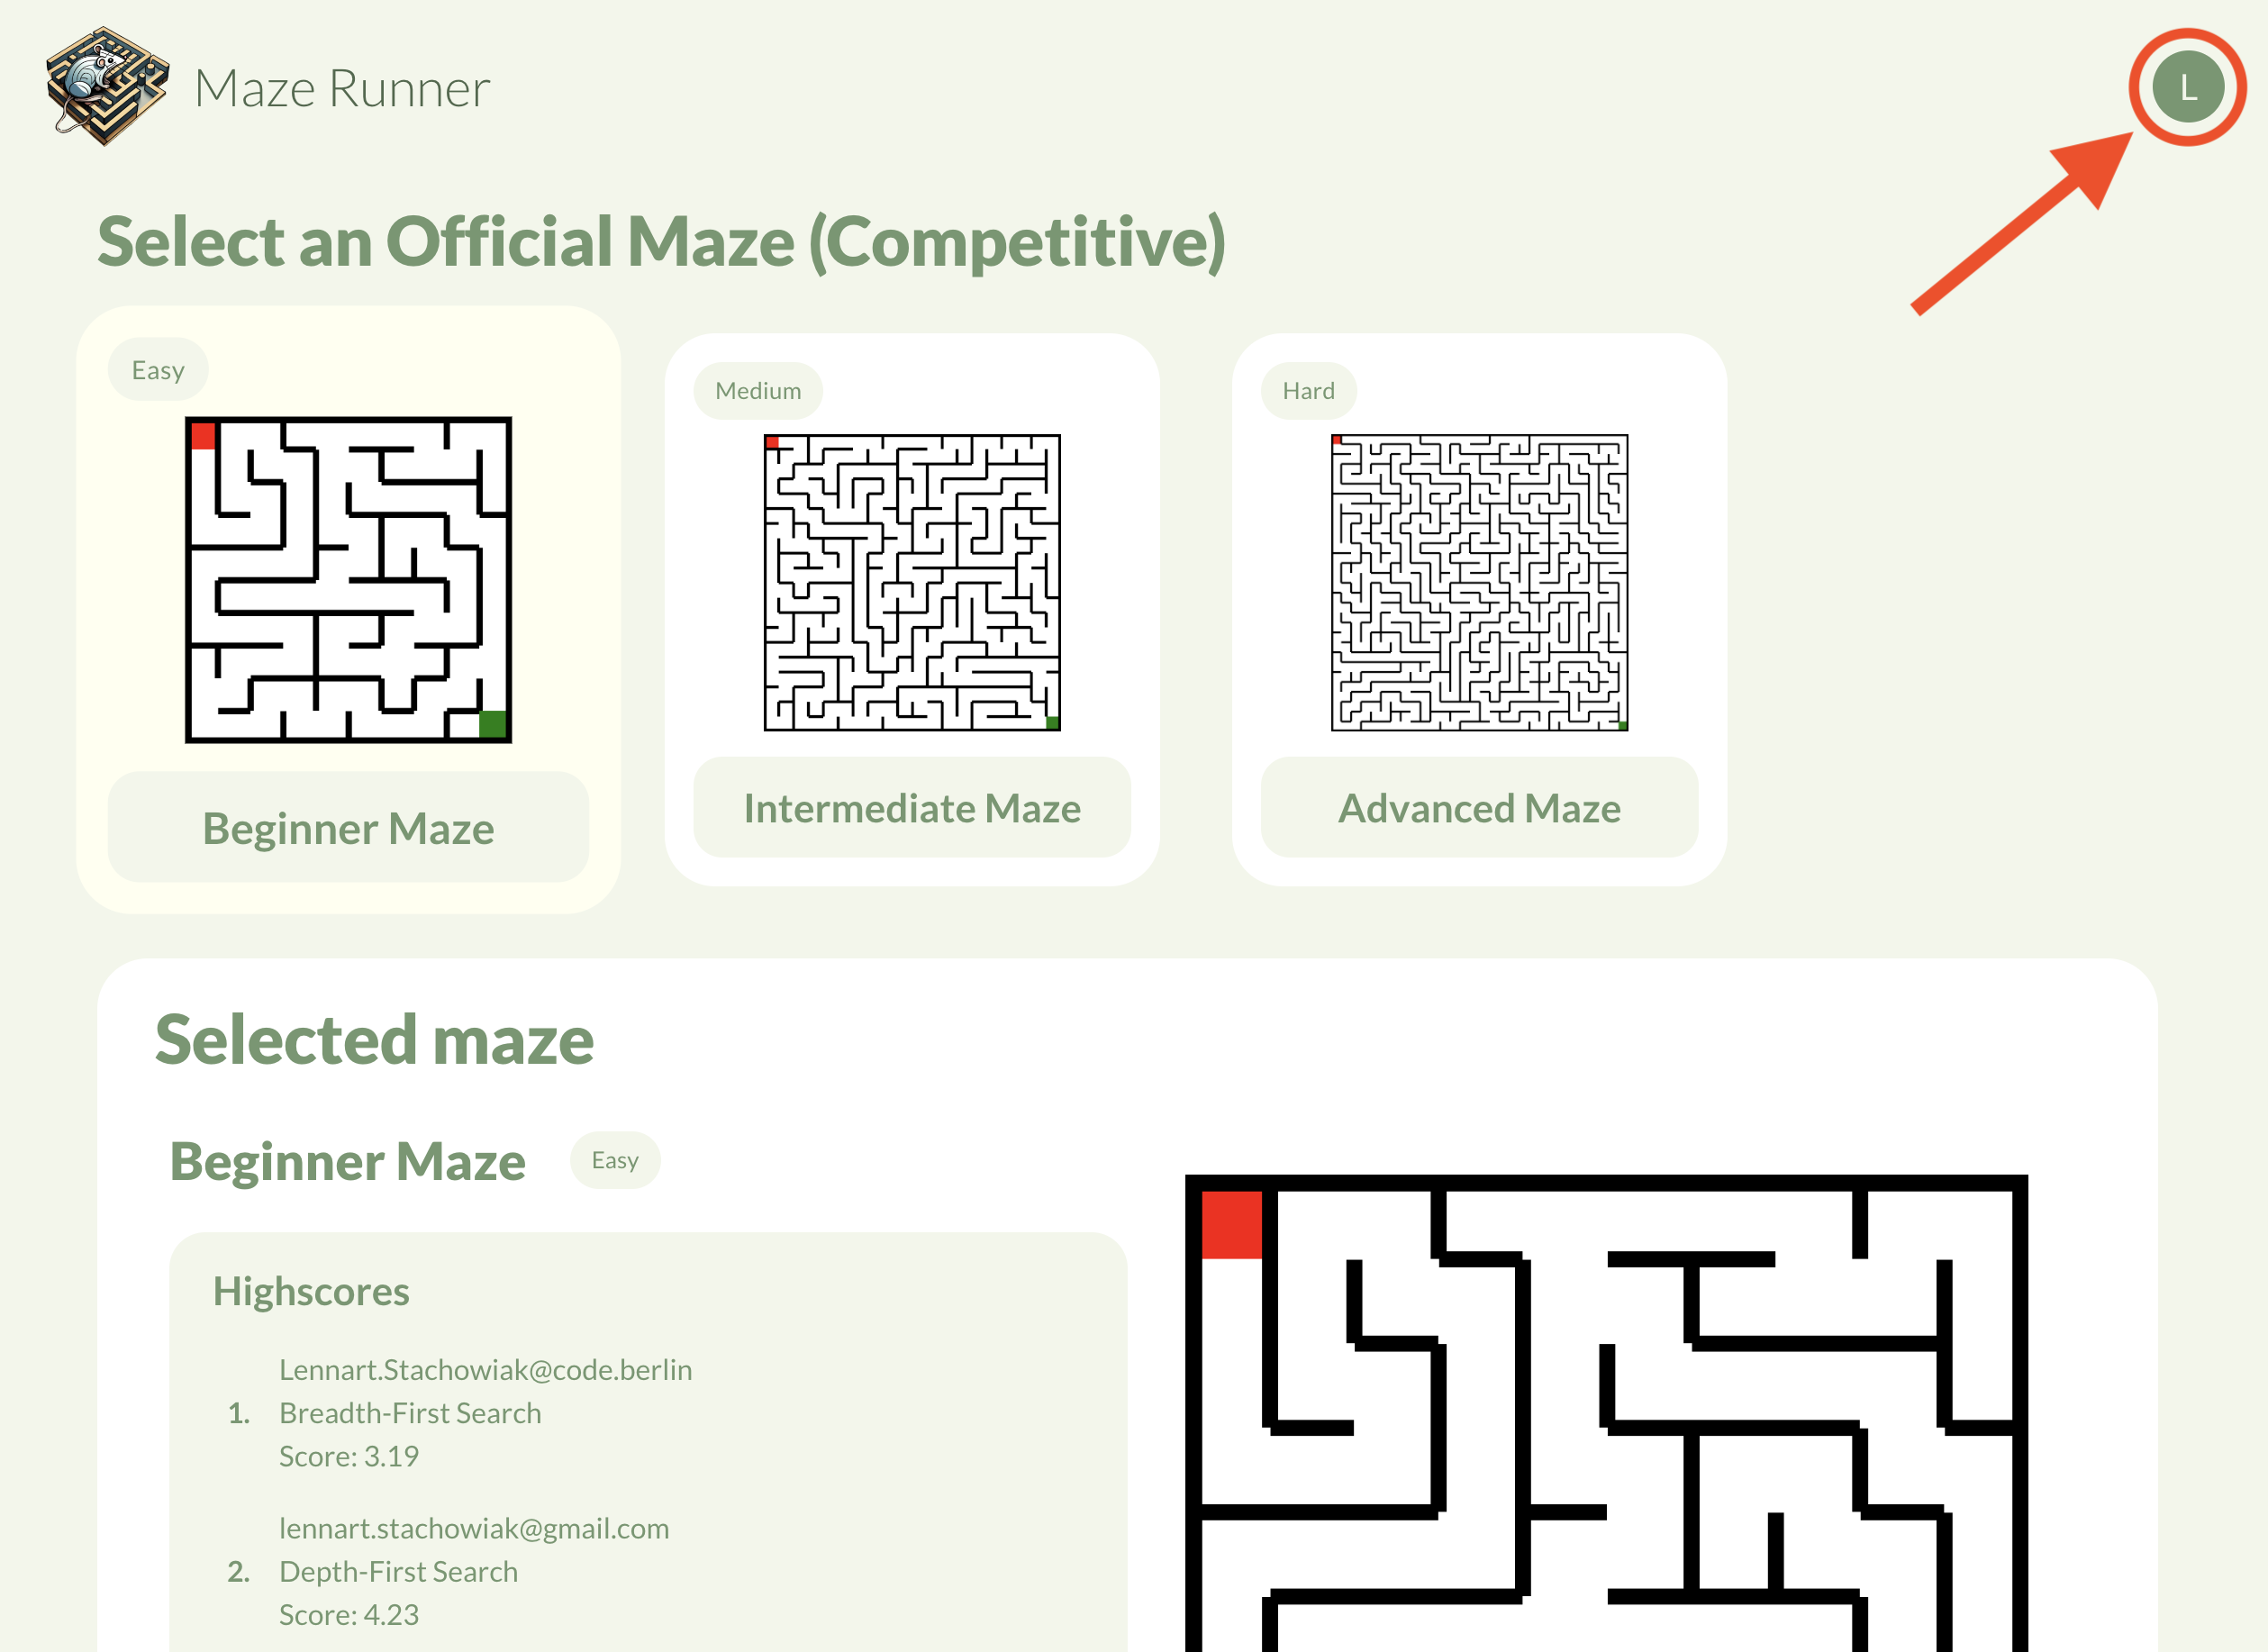 Maze Runner
L
Select an Official Maze (Competitive)
Easy
Medium
Hard
Beginner Maze
Intermediate Maze
Advanced Maze
Selected maze
Beginner Maze
Easy
Highscores
Lennart.Stachowiak@code.berlin
1. Breadth-First Search
Score: 3.19
lennart.stachowiak@gmail.com
2. Depth-First Search
Score: 4.23